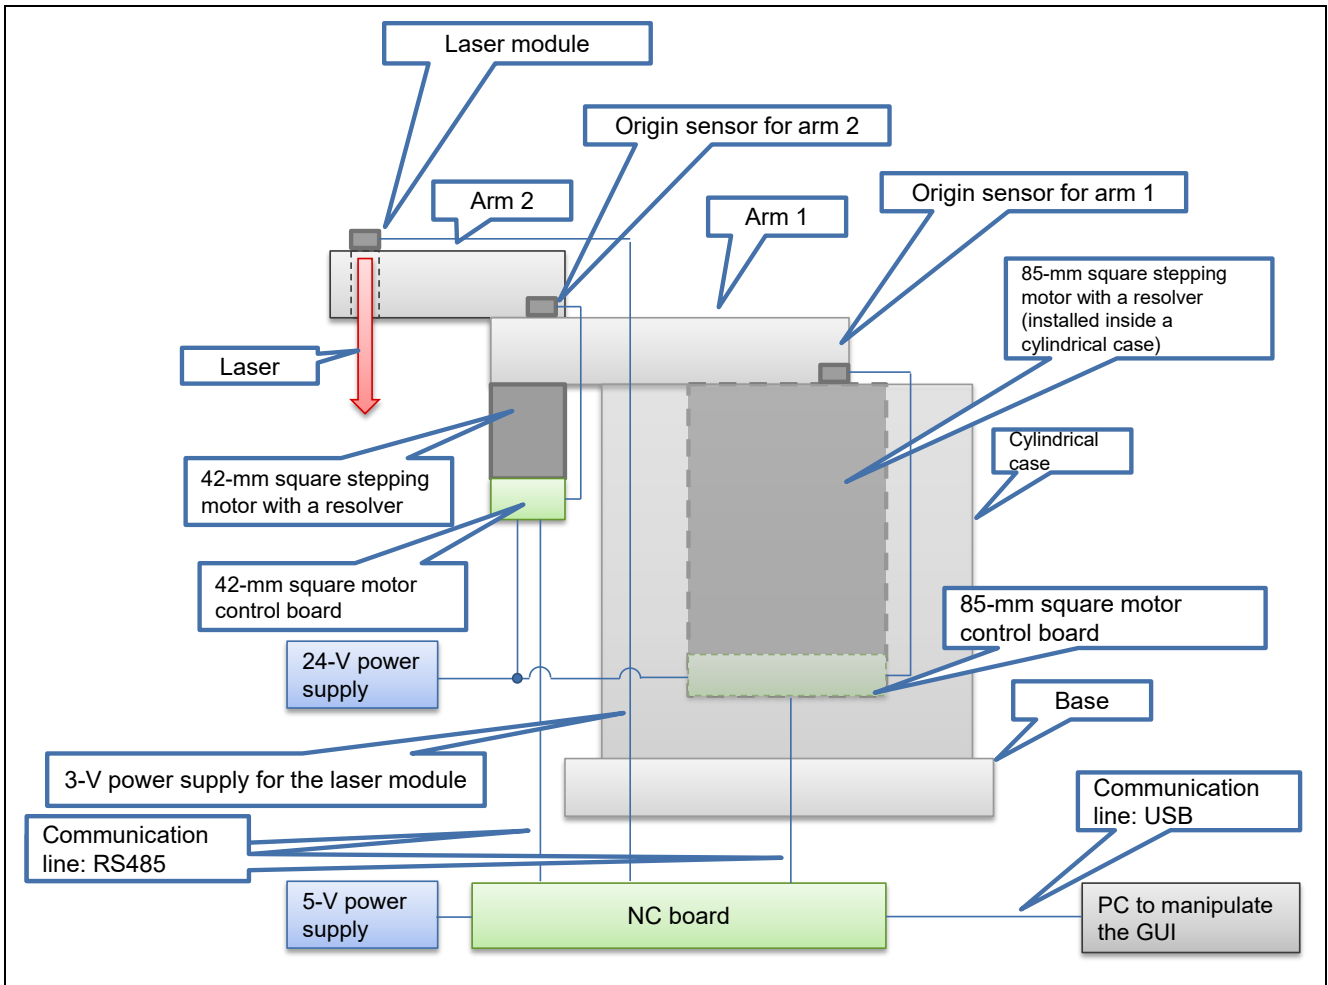 Laser module
Origin sensor for arm 2
Arm 2
Arm 1
Origin sensor for arm 1
85-mm square stepping
motor with a resolver
(installed inside a
cylindrical case)
Laser
Cylindrical
case
42-mm square stepping
motor with a resolver
42-mm square motor
control board
85-mm square motor
control board
24-V power
supply
Base
3-V power supply for the laser module
Communication
line: USB
Communication
line: RS485
5-V power
supply
NC board
PC to manipulate
the GUI